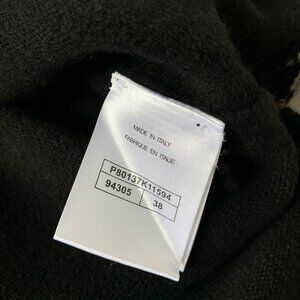 MADE IN ITALY
FABRIQUE EN ITALIE
P80137K11594
94305 38